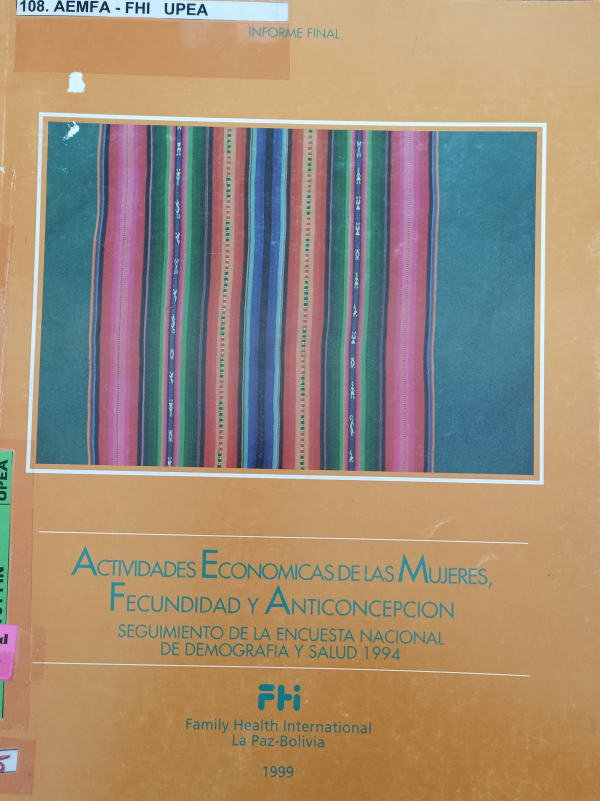 108. AEMFA - FHI UPEA
INFORME FINAL
UPEA
ACTIVIDADES ECONOMICAS DE LAS MUJERES,
FECUNDIDAD Y ANTICONCEPCION
SEGUIMIENTO DE LA ENCUESTA NACIONAL
DE DEMOGRAFIA Y SALUD 1994
FHi
Family Health International
La Paz-Bolivia
1999